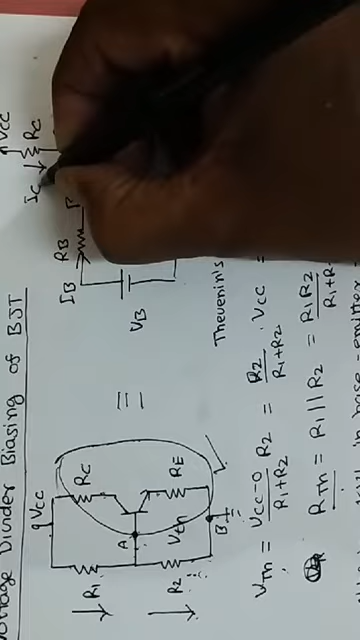 Voltage Divider Biasing of BJT
VCC
R1
RC
A
R2
Vth
RE
B
≡
VCC
RC
IC
IB
RB
VB
Thevenin's
Vth = VCC-0 / R1+R2 R2 = R2 / R1+R2 . VCC =
RTh = R1 || R2 = R1R2 / R1+R